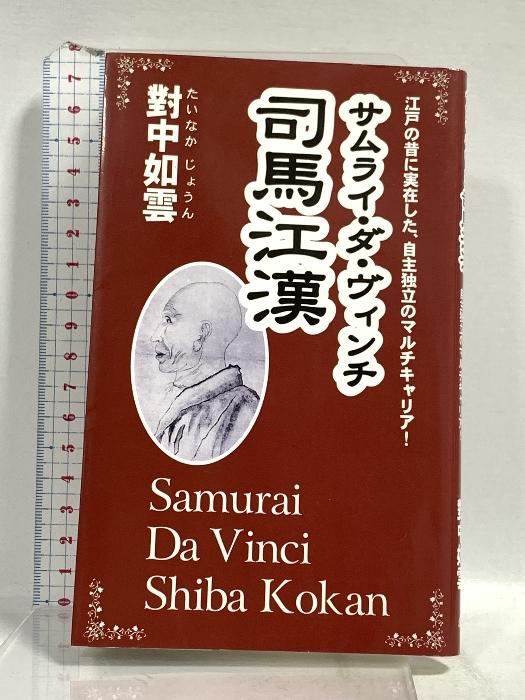 江戸の昔に実在した、自主独立のマルチキャリア!
サムライ・ダ・ヴィンチ
司馬江漢
對中如雲
たいなか じょうん
Samurai
Da Vinci
Shiba Kokan